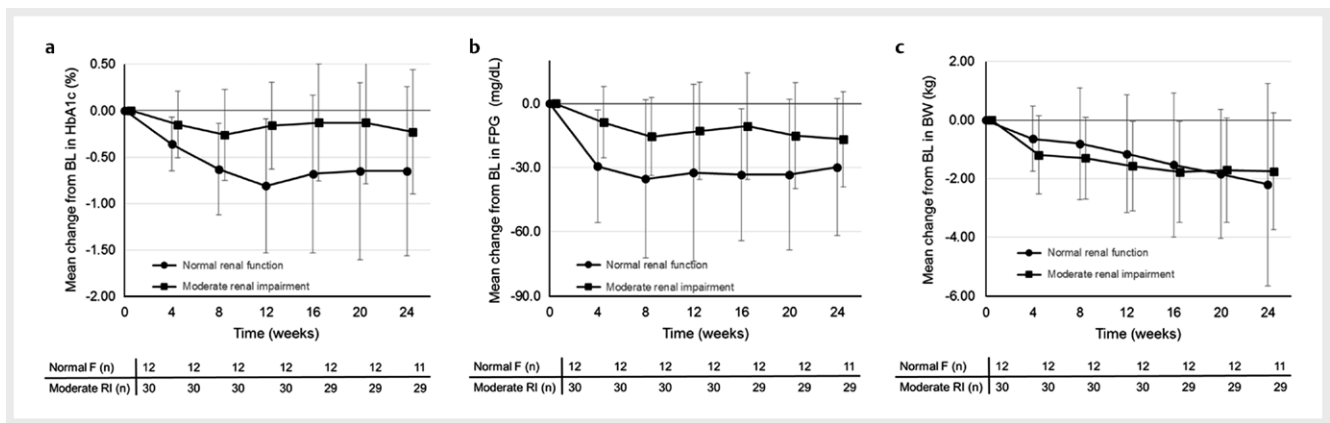 a
Mean change from BL in HbA1c (%)
0.50
0.00
-0.50
-1.00
-1.50
-2.00
Normal renal function
Moderate renal impairment
0 4 8 12 16 20 24
Time (weeks)
Normal F (n) 12 12 12 12 12 12 11
Moderate RI (n) 30 30 30 30 29 29 29
b
Mean change from BL in FPG (mg/dL)
0.0
-30.0
-60.0
-90.0
Normal renal function
Moderate renal impairment
0 4 8 12 16 20 24
Time (weeks)
Normal F (n) 12 12 12 12 12 12 11
Moderate RI (n) 30 30 30 30 29 29 29
c
Mean change from BL in BW (kg)
2.00
0.00
-2.00
-4.00
-6.00
Normal renal function
Moderate renal impairment
0 4 8 12 16 20 24
Time (weeks)
Normal F (n) 12 12 12 12 12 12 11
Moderate RI (n) 30 30 30 30 29 29 29